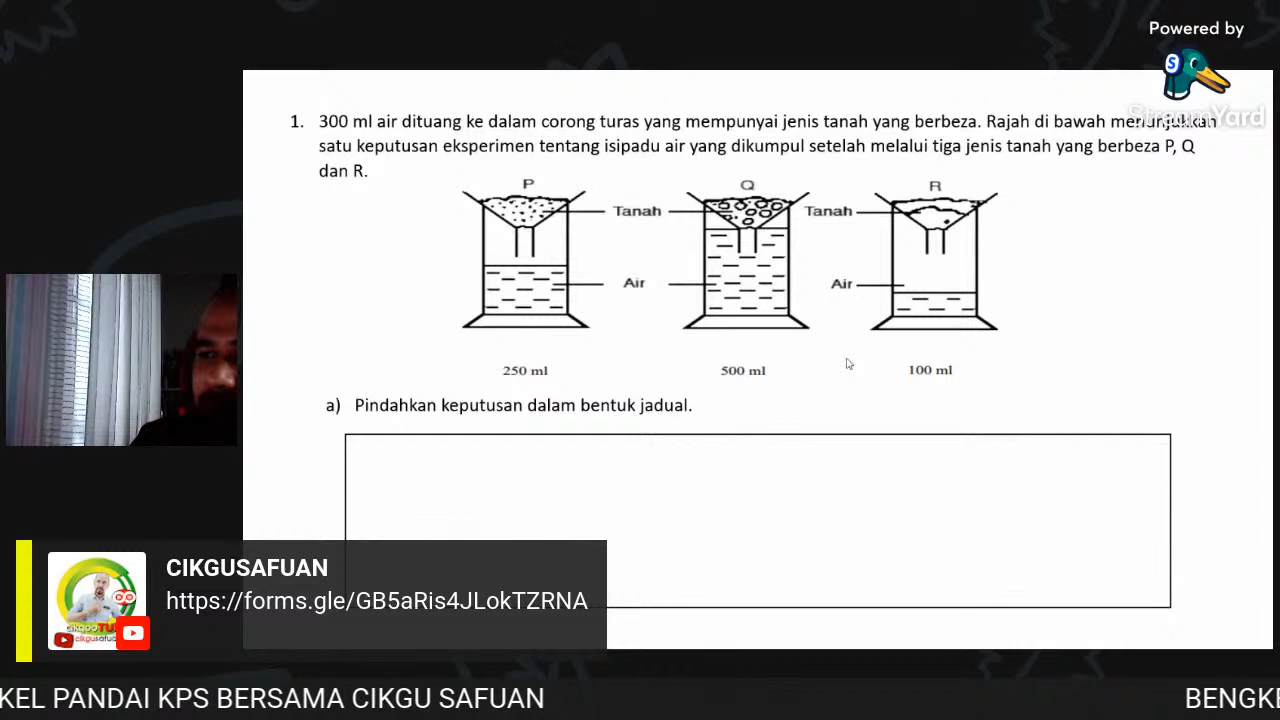 Powered by
StreamYard
1. 300 ml air dituang ke dalam corong turas yang mempunyai jenis tanah yang berbeza. Rajah di bawah menunjukkan
satu keputusan eksperimen tentang isipadu air yang dikumpul setelah melalui tiga jenis tanah yang berbeza P, Q
dan R.
P Q R
Tanah Tanah
Air Air
250 ml 500 ml 100 ml
a) Pindahkan keputusan dalam bentuk jadual.
CIKGUSAFUAN
https://forms.gle/GB5aRis4JLokTZRNA
KEL PANDAI KPS BERSAMA CIKGU SAFUAN BENGKE